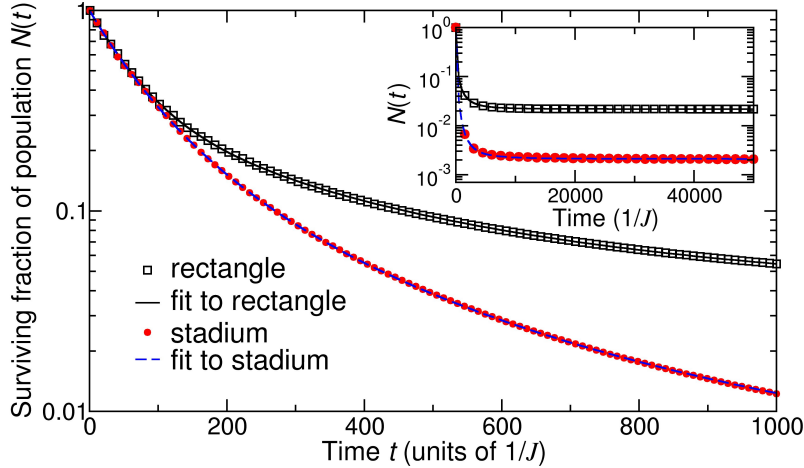 Surviving fraction of population N(t)
1
0.1
0.01
0
200
400
600
800
1000
Time t (units of 1/J)
rectangle
fit to rectangle
stadium
fit to stadium
N(t)
10⁰
10⁻¹
10⁻²
10⁻³
0
20000
40000
Time (1/J)